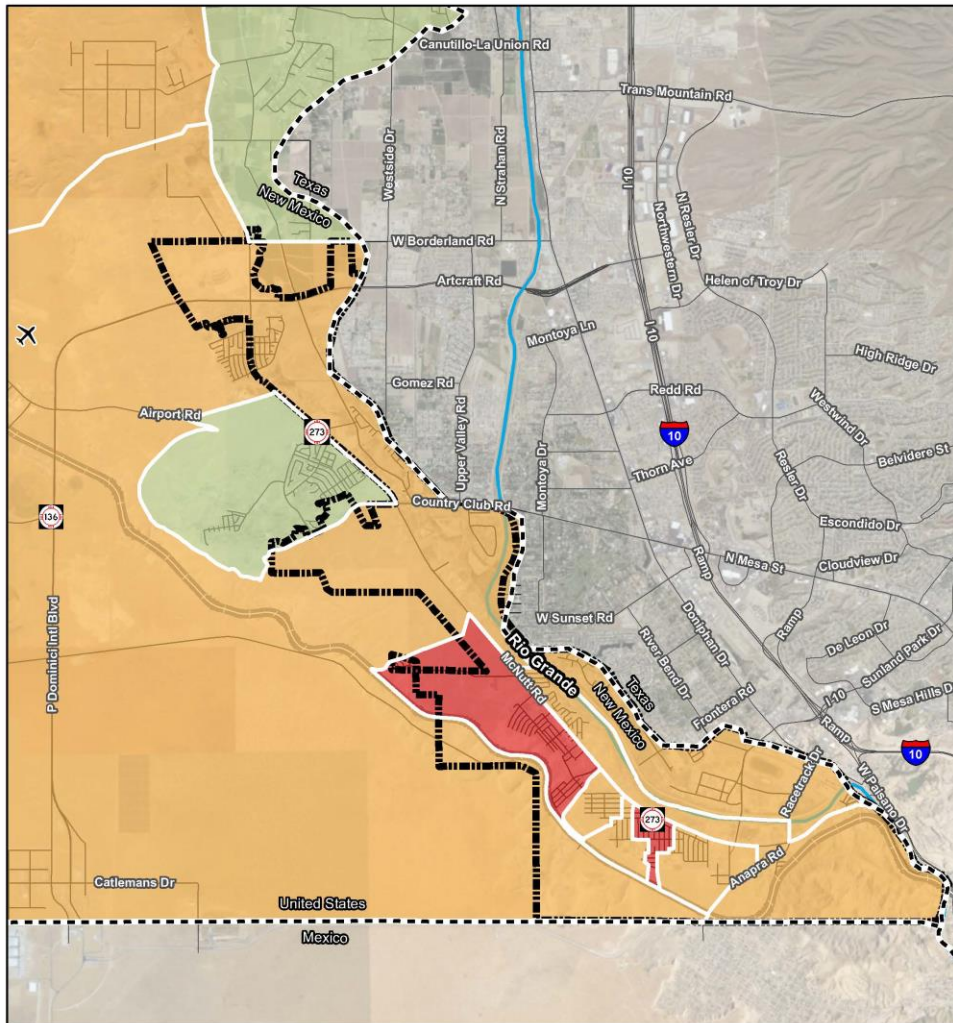 Canutillo-La Union Rd
Trans Mountain Rd
Westside Dr
N Strahan Rd
I 10
N Resler Dr
Northwestern Dr
Texas
New Mexico
W Borderland Rd
Artcraft Rd
Helen of Troy Dr
Montoya Ln
I 10
High Ridge Dr
Gomez Rd
Redd Rd
Airport Rd
Upper Valley Rd
Westwind Dr
273
10
Montoya Dr
Thorn Ave
Belvidere St
Resler Dr
Country Club Rd
136
Escondido Dr
N Mesa St
Cloudview Dr
Ramp
W Sunset Rd
Doniphan Dr
Ramp
De Leon Dr
Sunland Park Dr
P Dominici Intl Blvd
Rio Grande
River Bend Dr
McNutt Rd
Texas
New Mexico
Frontera Rd
I-10
S Mesa Hills D
Ramp
10
Racetrack Dr
W Paisano Dr
273
Anapra Rd
Catlemans Dr
United States
Mexico